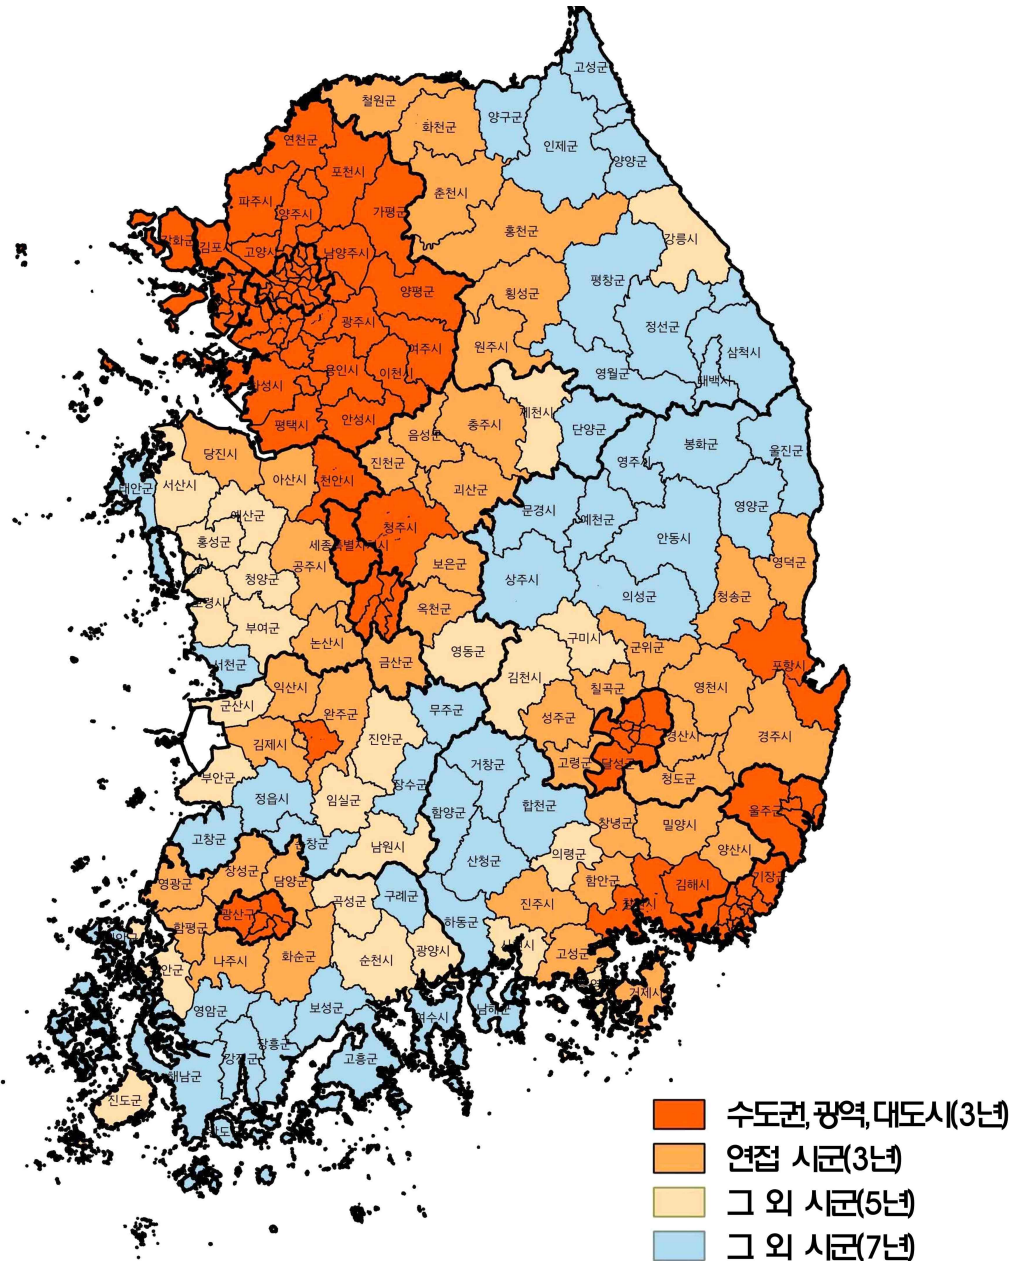 고성군
철원군
양구군
화천군
연천군
인제군
양양군
포천군
춘천시
파주시
양주시
가평군
홍천군
강릉시
강화군
고양시
남양주시
평창군
양평군
횡성군
광주시
정선군
여주시
원주시
삼척시
용인시
이천시
영월군
태백시
제천시
안성시
평택시
음성군
충주시
단양군
봉화군
울진군
당진시
진천군
영주시
아산시
천안시
괴산군
서산시
태안군
문경시
영양군
예산군
예천군
청주시
안동시
홍성군
공주시
보은군
영덕군
청양군
상주시
의성군
청송군
옥천군
부여군
논산시
구미시
군위군
영동군
서천군
금산군
포항시
김천시
칠곡군
영천시
익산시
군산시
무주군
완주군
성주군
경산시
경주시
진안군
김제시
거창군
고령군
달성군
청도군
부안군
장수군
정읍시
임실군
합천군
함양군
울주군
창녕군
밀양시
고창군
순창군
남원시
양산시
의령군
산청군
장성군
기장군
영광군
담양군
함안군
김해시
구례군
곡성군
진주시
광산구
함평군
하동군
광양시
나주시
화순군
순천시
고성군
거제시
영암군
보성군
여수시
남해군
장흥군
강진군
고흥군
해남군
진도군
수도권,광역,대도시(3년)
연접 시군(3년)
그 외 시군(5년)
그 외 시군(7년)